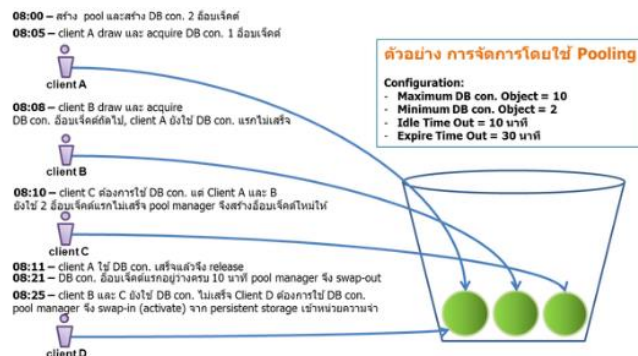 08:00 – สร้าง pool และสร้าง DB con. 2 อ็อบเจ็คต์
08:05 – client A draw และ acquire DB con. 1 อ็อบเจ็คต์
client A
08:08 – client B draw และ acquire
DB con. อ็อบเจ็คต์ถัดไป, client A ยังใช้ DB con. แรกไม่เสร็จ
client B
08:10 – client C ต้องการใช้ DB con. แต่ Client A และ B
ยังใช้ 2 อ็อบเจ็คต์แรกไม่เสร็จ pool manager จึงสร้างอ็อบเจ็คต์ใหม่ให้
client C
08:11 – client A ใช้ DB con. เสร็จแล้วจึง release
08:21 – DB con. อ็อบเจ็คต์แรกอยู่ว่างครบ 10 นาที pool manager จึง swap-out
08:25 – client B และ C ยังใช้ DB con. ไม่เสร็จ Client D ต้องการใช้ DB con.
pool manager จึง swap-in (activate) จาก persistent storage เข้าหน่วยความจำ
client D
ตัวอย่าง การจัดการโดยใช้ Pooling
Configuration:
- Maximum DB con. Object = 10
- Minimum DB con. Object = 2
- Idle Time Out = 10 นาที
- Expire Time Out = 30 นาที